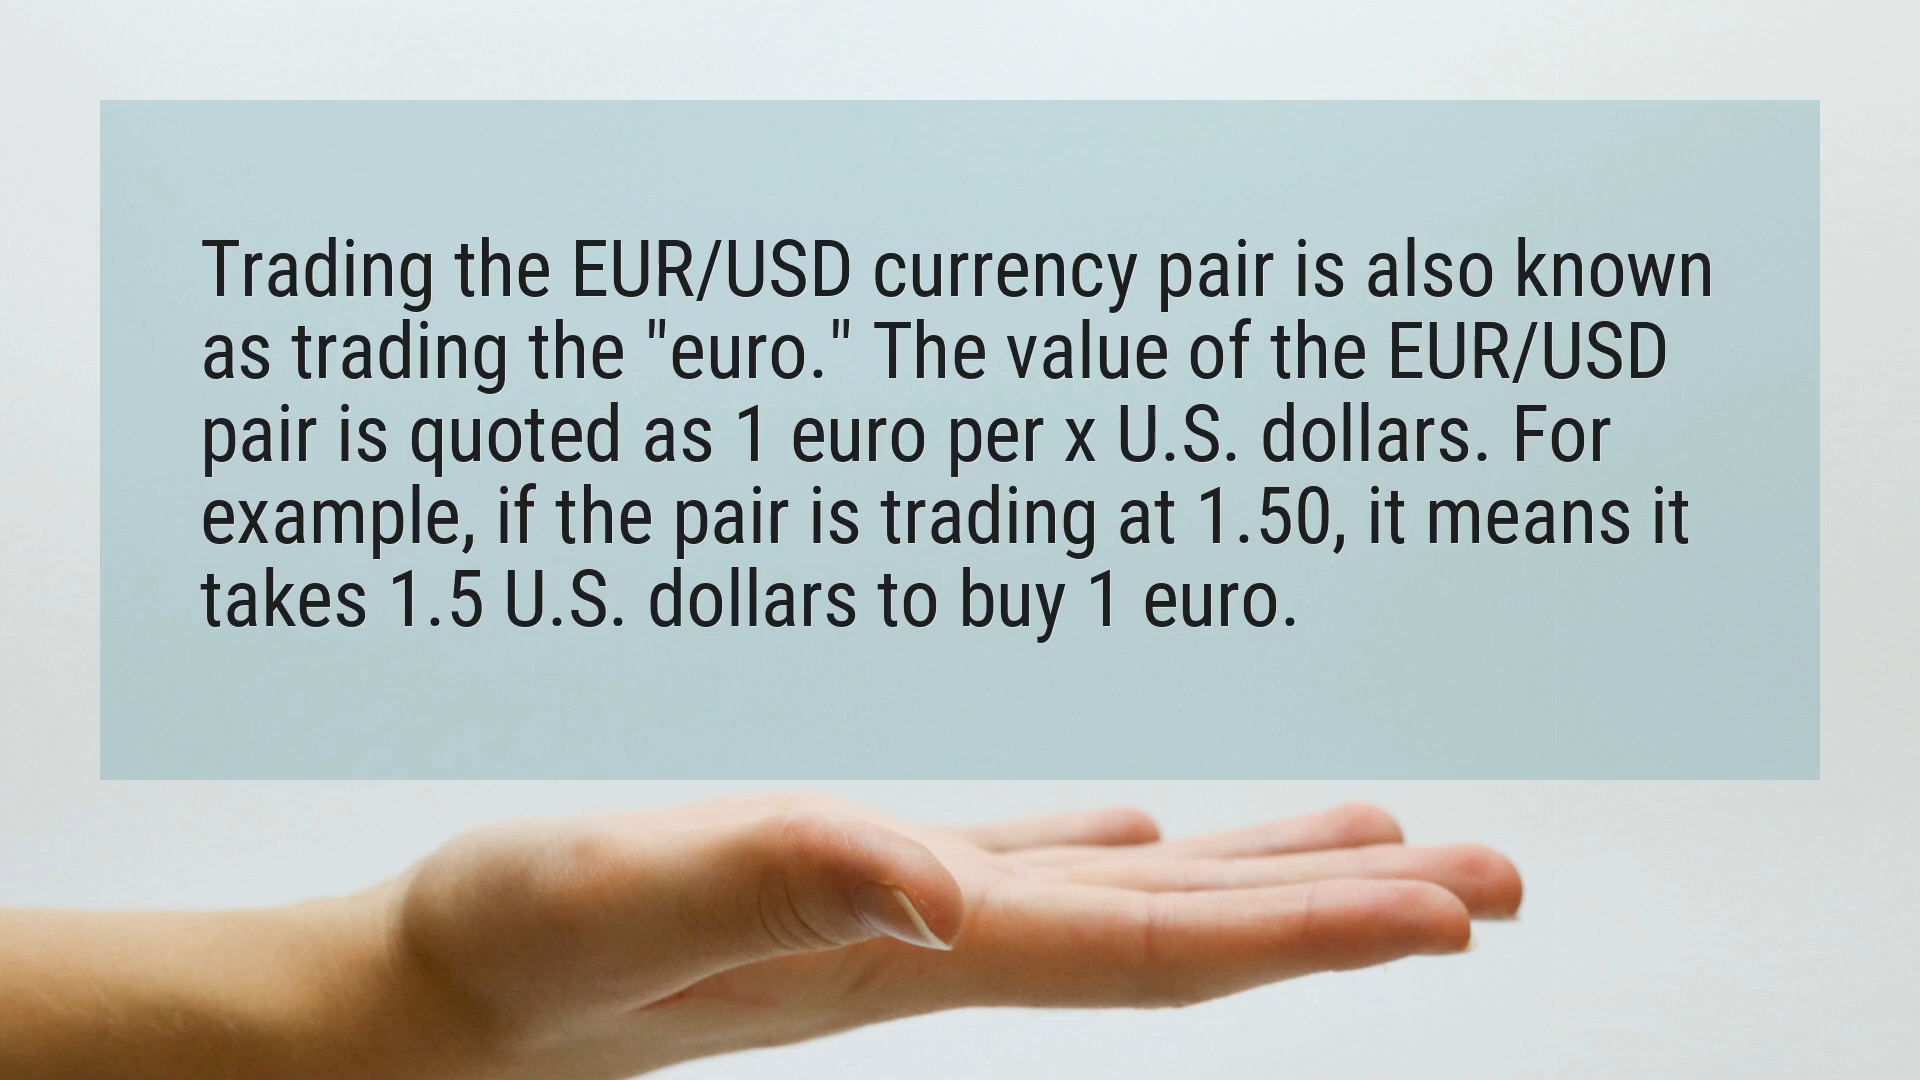 Trading the EUR/USD currency pair is also known
as trading the "euro." The value of the EUR/USD
pair is quoted as 1 euro per x U.S. dollars. For
example, if the pair is trading at 1.50, it means it
takes 1.5 U.S. dollars to buy 1 euro.